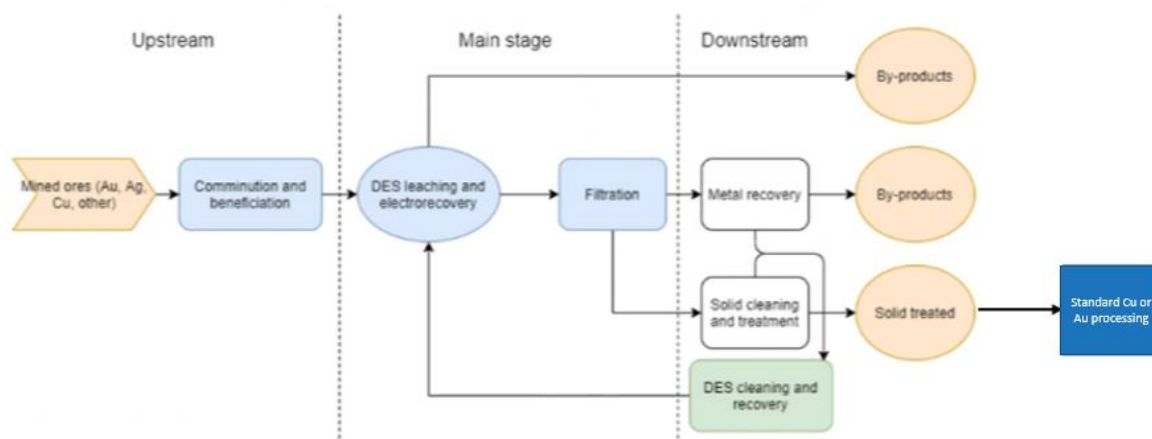 Upstream
Main stage
Downstream
By-products
Mined ores (Au, Ag,
Cu, other)
Comminution and
beneficiation
DES leaching and
electrorecovery
Filtration
Metal recovery
By-products
Solid cleaning
and treatment
Solid treated
Standard Cu or
Au processing
DES cleaning and
recovery